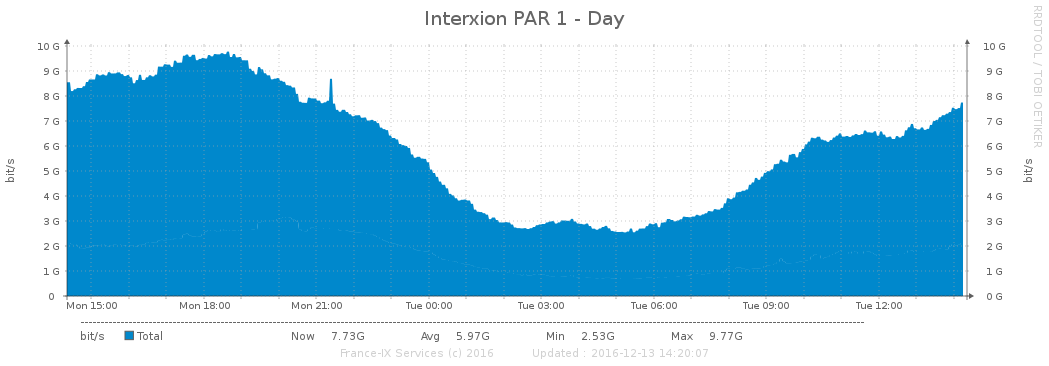 Interxion PAR 1 - Day
RRDTOOL / TOBI OETIKER
10 G 10 G
9 G 9 G
8 G 8 G
7 G 7 G
6 G 6 G
5 G 5 G
4 G 4 G
3 G 3 G
2 G 2 G
1 G 1 G
0 0 G
bit/s bit/s
Mon 15:00 Mon 18:00 Mon 21:00 Tue 00:00 Tue 03:00 Tue 06:00 Tue 09:00 Tue 12:00
bit/s Total Now 7.73G Avg 5.97G Min 2.53G Max 9.77G
France-IX Services (c) 2016 Updated : 2016-12-13 14:20:07